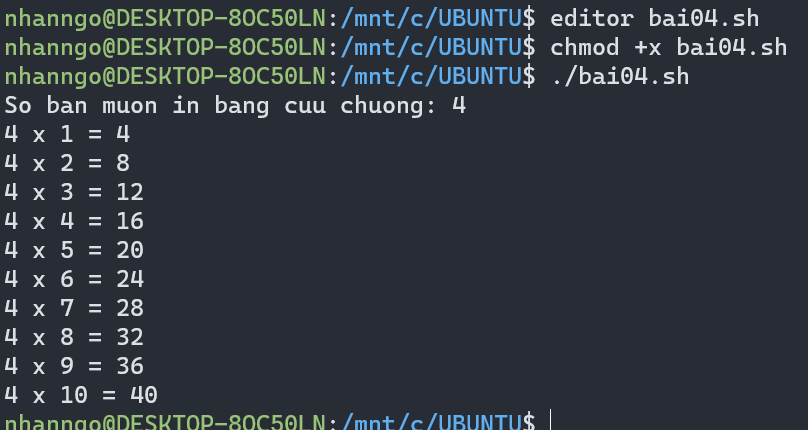 nhanngo@DESKTOP-8OC50LN:/mnt/c/UBUNTU$ editor bai04.sh
nhanngo@DESKTOP-8OC50LN:/mnt/c/UBUNTU$ chmod +x bai04.sh
nhanngo@DESKTOP-8OC50LN:/mnt/c/UBUNTU$ ./bai04.sh
So ban muon in bang cuu chuong: 4
4 x 1 = 4
4 x 2 = 8
4 x 3 = 12
4 x 4 = 16
4 x 5 = 20
4 x 6 = 24
4 x 7 = 28
4 x 8 = 32
4 x 9 = 36
4 x 10 = 40
nhanngo@DESKTOP-8OC50LN:/mnt/c/UBUNTU$